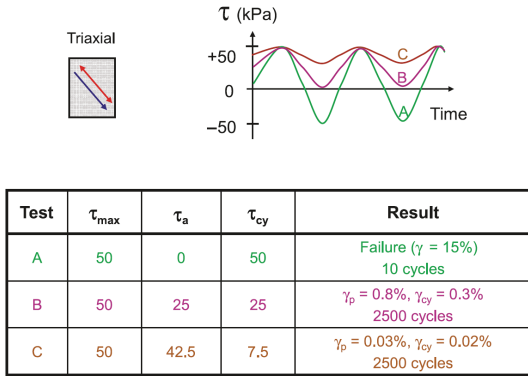 τ (kPa)
Triaxial
+50
0
−50
C
B
A
Time
Test τmax τa τcy Result
A 50 0 50 Failure (γ = 15%)
10 cycles
B 50 25 25 γp = 0.8%, γcy = 0.3%
2500 cycles
C 50 42.5 7.5 γp = 0.03%, γcy = 0.02%
2500 cycles